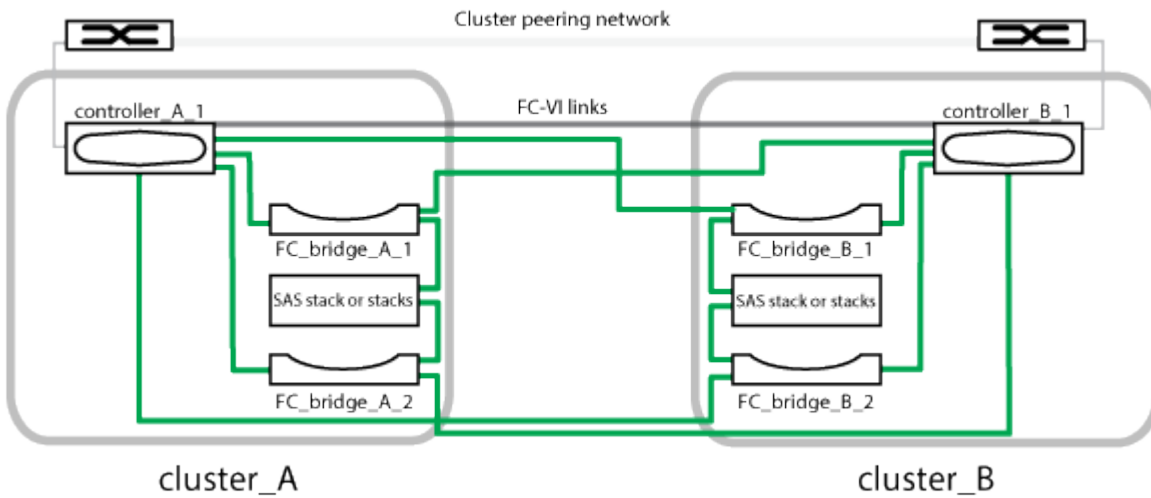 Cluster peering network
controller_A_1
FC-VI links
controller_B_1
FC_bridge_A_1
FC_bridge_B_1
SAS stack or stacks
SAS stack or stacks
FC_bridge_A_2
FC_bridge_B_2
cluster_A
cluster_B